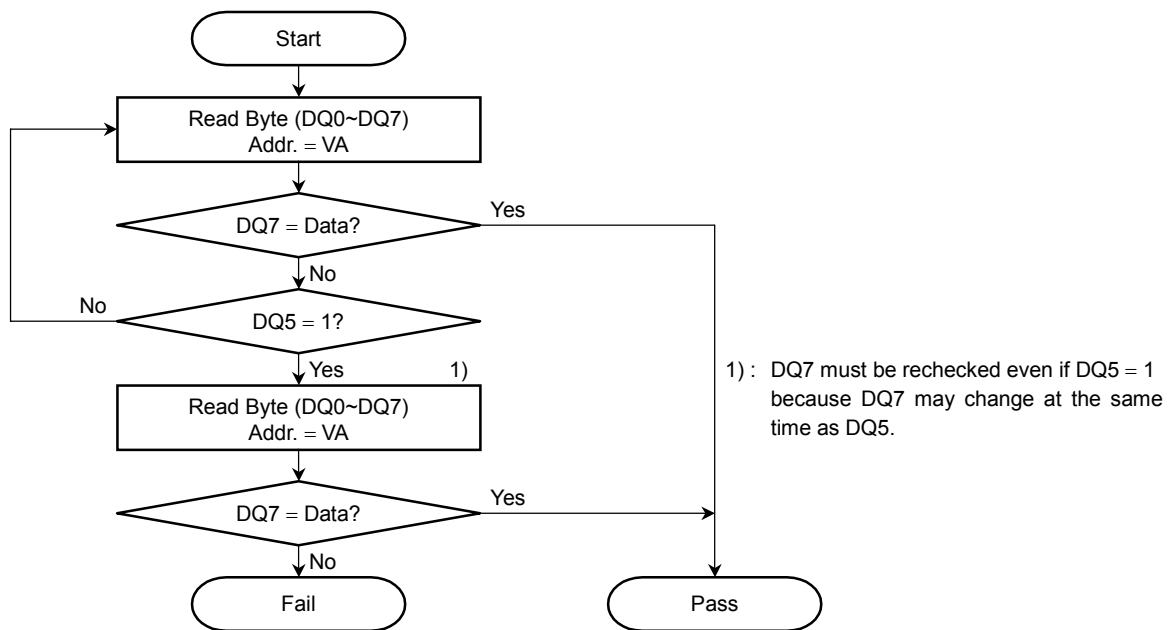 Start
Read Byte (DQ0~DQ7)
Addr. = VA
DQ7 = Data?
Yes
No
No
DQ5 = 1?
Yes
1)
Read Byte (DQ0~DQ7)
Addr. = VA
1) : DQ7 must be rechecked even if DQ5 = 1
because DQ7 may change at the same
time as DQ5.
DQ7 = Data?
Yes
No
Fail
Pass